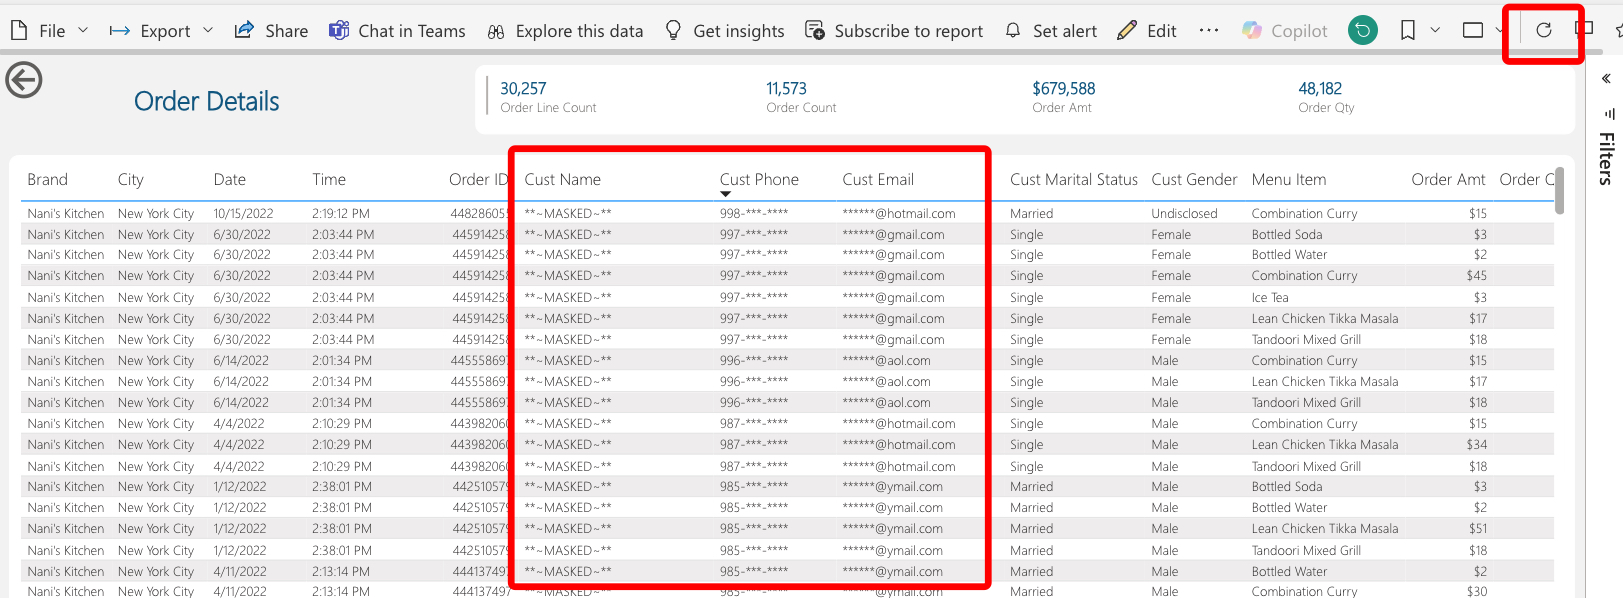 File Export Share Chat in Teams Explore this data Get insights Subscribe to report Set alert Edit ··· Copilot
Order Details
30,257 11,573 $679,588 48,182
Order Line Count Order Count Order Amt Order Qty
Filters
Brand City Date Time Order ID Cust Name Cust Phone Cust Email Cust Marital Status Cust Gender Menu Item Order Amt Order
Nani's Kitchen New York City 10/15/2022 2:19:12 PM 44828605 **~MASKED~** 998-***-**** ******@hotmail.com Married Undisclosed Combination Curry $15
Nani's Kitchen New York City 6/30/2022 2:03:44 PM 44591425 **~MASKED~** 997-***-**** ******@gmail.com Single Female Bottled Soda $3
Nani's Kitchen New York City 6/30/2022 2:03:44 PM 44591425 **~MASKED~** 997-***-**** ******@gmail.com Single Female Bottled Water $2
Nani's Kitchen New York City 6/30/2022 2:03:44 PM 44591425 **~MASKED~** 997-***-**** ******@gmail.com Single Female Combination Curry $45
Nani's Kitchen New York City 6/30/2022 2:03:44 PM 44591425 **~MASKED~** 997-***-**** ******@gmail.com Single Female Ice Tea $3
Nani's Kitchen New York City 6/30/2022 2:03:44 PM 44591425 **~MASKED~** 997-***-**** ******@gmail.com Single Female Lean Chicken Tikka Masala $17
Nani's Kitchen New York City 6/30/2022 2:03:44 PM 44591425 **~MASKED~** 997-***-**** ******@gmail.com Single Female Tandoori Mixed Grill $18
Nani's Kitchen New York City 6/14/2022 2:01:34 PM 44555869 **~MASKED~** 996-***-**** ******@aol.com Single Male Combination Curry $15
Nani's Kitchen New York City 6/14/2022 2:01:34 PM 44555869 **~MASKED~** 996-***-**** ******@aol.com Single Male Lean Chicken Tikka Masala $17
Nani's Kitchen New York City 6/14/2022 2:01:34 PM 44555869 **~MASKED~** 996-***-**** ******@aol.com Single Male Tandoori Mixed Grill $18
Nani's Kitchen New York City 4/4/2022 2:10:29 PM 44398206 **~MASKED~** 987-***-**** ******@hotmail.com Single Male Combination Curry $15
Nani's Kitchen New York City 4/4/2022 2:10:29 PM 44398206 **~MASKED~** 987-***-**** ******@hotmail.com Single Male Lean Chicken Tikka Masala $34
Nani's Kitchen New York City 4/4/2022 2:10:29 PM 44398206 **~MASKED~** 987-***-**** ******@hotmail.com Single Male Tandoori Mixed Grill $18
Nani's Kitchen New York City 1/12/2022 2:38:01 PM 44251057 **~MASKED~** 985-***-**** ******@ymail.com Married Male Bottled Soda $3
Nani's Kitchen New York City 1/12/2022 2:38:01 PM 44251057 **~MASKED~** 985-***-**** ******@ymail.com Married Male Bottled Water $2
Nani's Kitchen New York City 1/12/2022 2:38:01 PM 44251057 **~MASKED~** 985-***-**** ******@ymail.com Married Male Lean Chicken Tikka Masala $51
Nani's Kitchen New York City 1/12/2022 2:38:01 PM 44251057 **~MASKED~** 985-***-**** ******@ymail.com Married Male Tandoori Mixed Grill $18
Nani's Kitchen New York City 4/11/2022 2:13:14 PM 44413749 **~MASKED~** 985-***-**** ******@ymail.com Married Male Bottled Water $2
Nani's Kitchen New York City 4/11/2022 2:13:14 PM 44413749 **~MASKED~** 985-***-**** ******@ymail.com Married Male Combination Curry $30